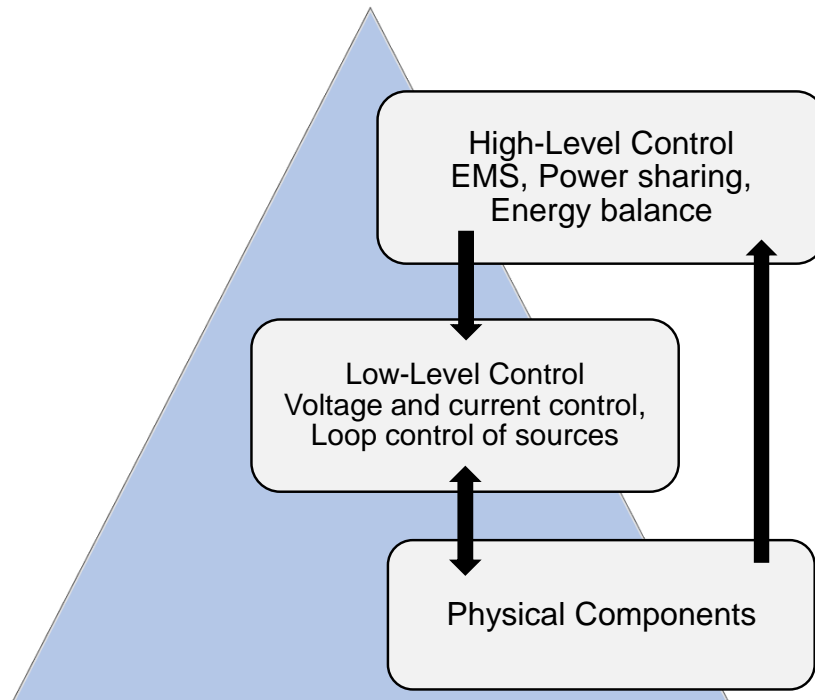 High-Level Control
EMS, Power sharing,
Energy balance
Low-Level Control
Voltage and current control,
Loop control of sources
Physical Components